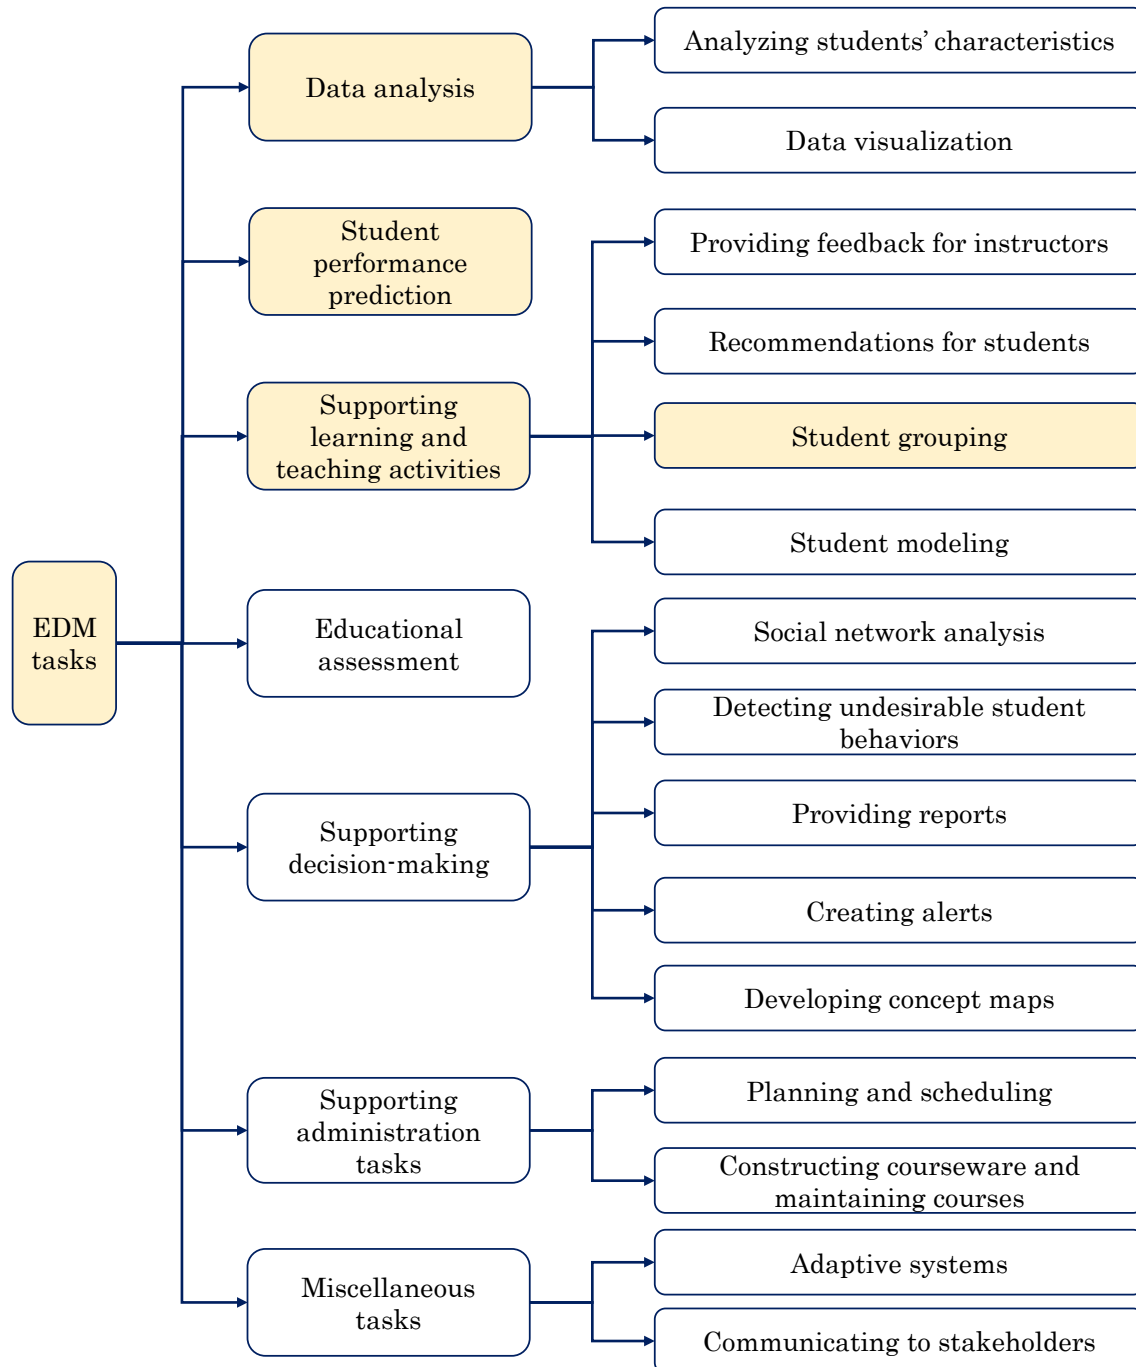 EDM
tasks
Data analysis
Analyzing students’ characteristics
Data visualization
Student
performance
prediction
Supporting
learning and
teaching activities
Providing feedback for instructors
Recommendations for students
Student grouping
Student modeling
Educational
assessment
Supporting
decision-making
Social network analysis
Detecting undesirable student
behaviors
Providing reports
Creating alerts
Developing concept maps
Supporting
administration
tasks
Planning and scheduling
Constructing courseware and
maintaining courses
Miscellaneous
tasks
Adaptive systems
Communicating to stakeholders